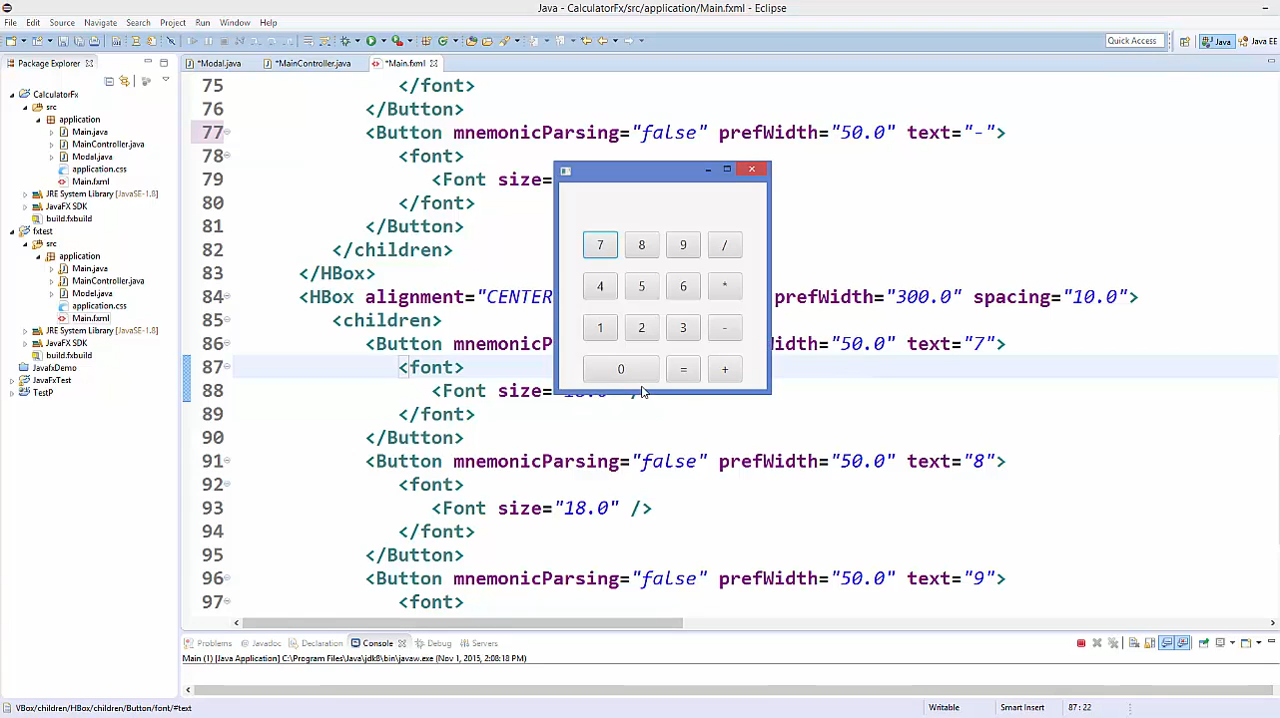 Java - CalculatorFx/src/application/Main.fxml - Eclipse
File Edit Source Navigate Search Project Run Window Help
Quick Access Java Java EE
Package Explorer
*Modal.java *MainController.java *Main.fxml
CalculatorFx
src
application
Main.java
MainController.java
Modal.java
application.css
Main.fxml
JRE System Library [JavaSE-1.8]
JavaFX SDK
build.fxbuild
fxtest
src
application
Main.java
MainController.java
Model.java
application.css
Main.fxml
JRE System Library [JavaSE-1.8]
JavaFX SDK
build.fxbuild
JavafxDemo
JavaFxTest
TestP
75 </font>
76 </Button>
77 <Button mnemonicParsing="false" prefWidth="50.0" text="-">
78 <font>
79 <Font size=
80 </font>
81 </Button>
82 </children>
83 </HBox>
84 <HBox alignment="CENTER prefWidth="300.0" spacing="10.0">
85 <children>
86 <Button mnemonicP idth="50.0" text="7">
87 <font>
88 <Font size="18.0" />
89 </font>
90 </Button>
91 <Button mnemonicParsing="false" prefWidth="50.0" text="8">
92 <font>
93 <Font size="18.0" />
94 </font>
95 </Button>
96 <Button mnemonicParsing="false" prefWidth="50.0" text="9">
97 <font>
7 8 9 /
4 5 6 *
1 2 3 -
0 = +
Problems Javadoc Declaration Console Debug Servers
Main (1) [Java Application] C:\Program Files\Java\jdk8\bin\javaw.exe (Nov 1, 2015, 2:08:18 PM)
VBox/children/HBox/children/Button/font/#text Writable Smart Insert 87 : 22